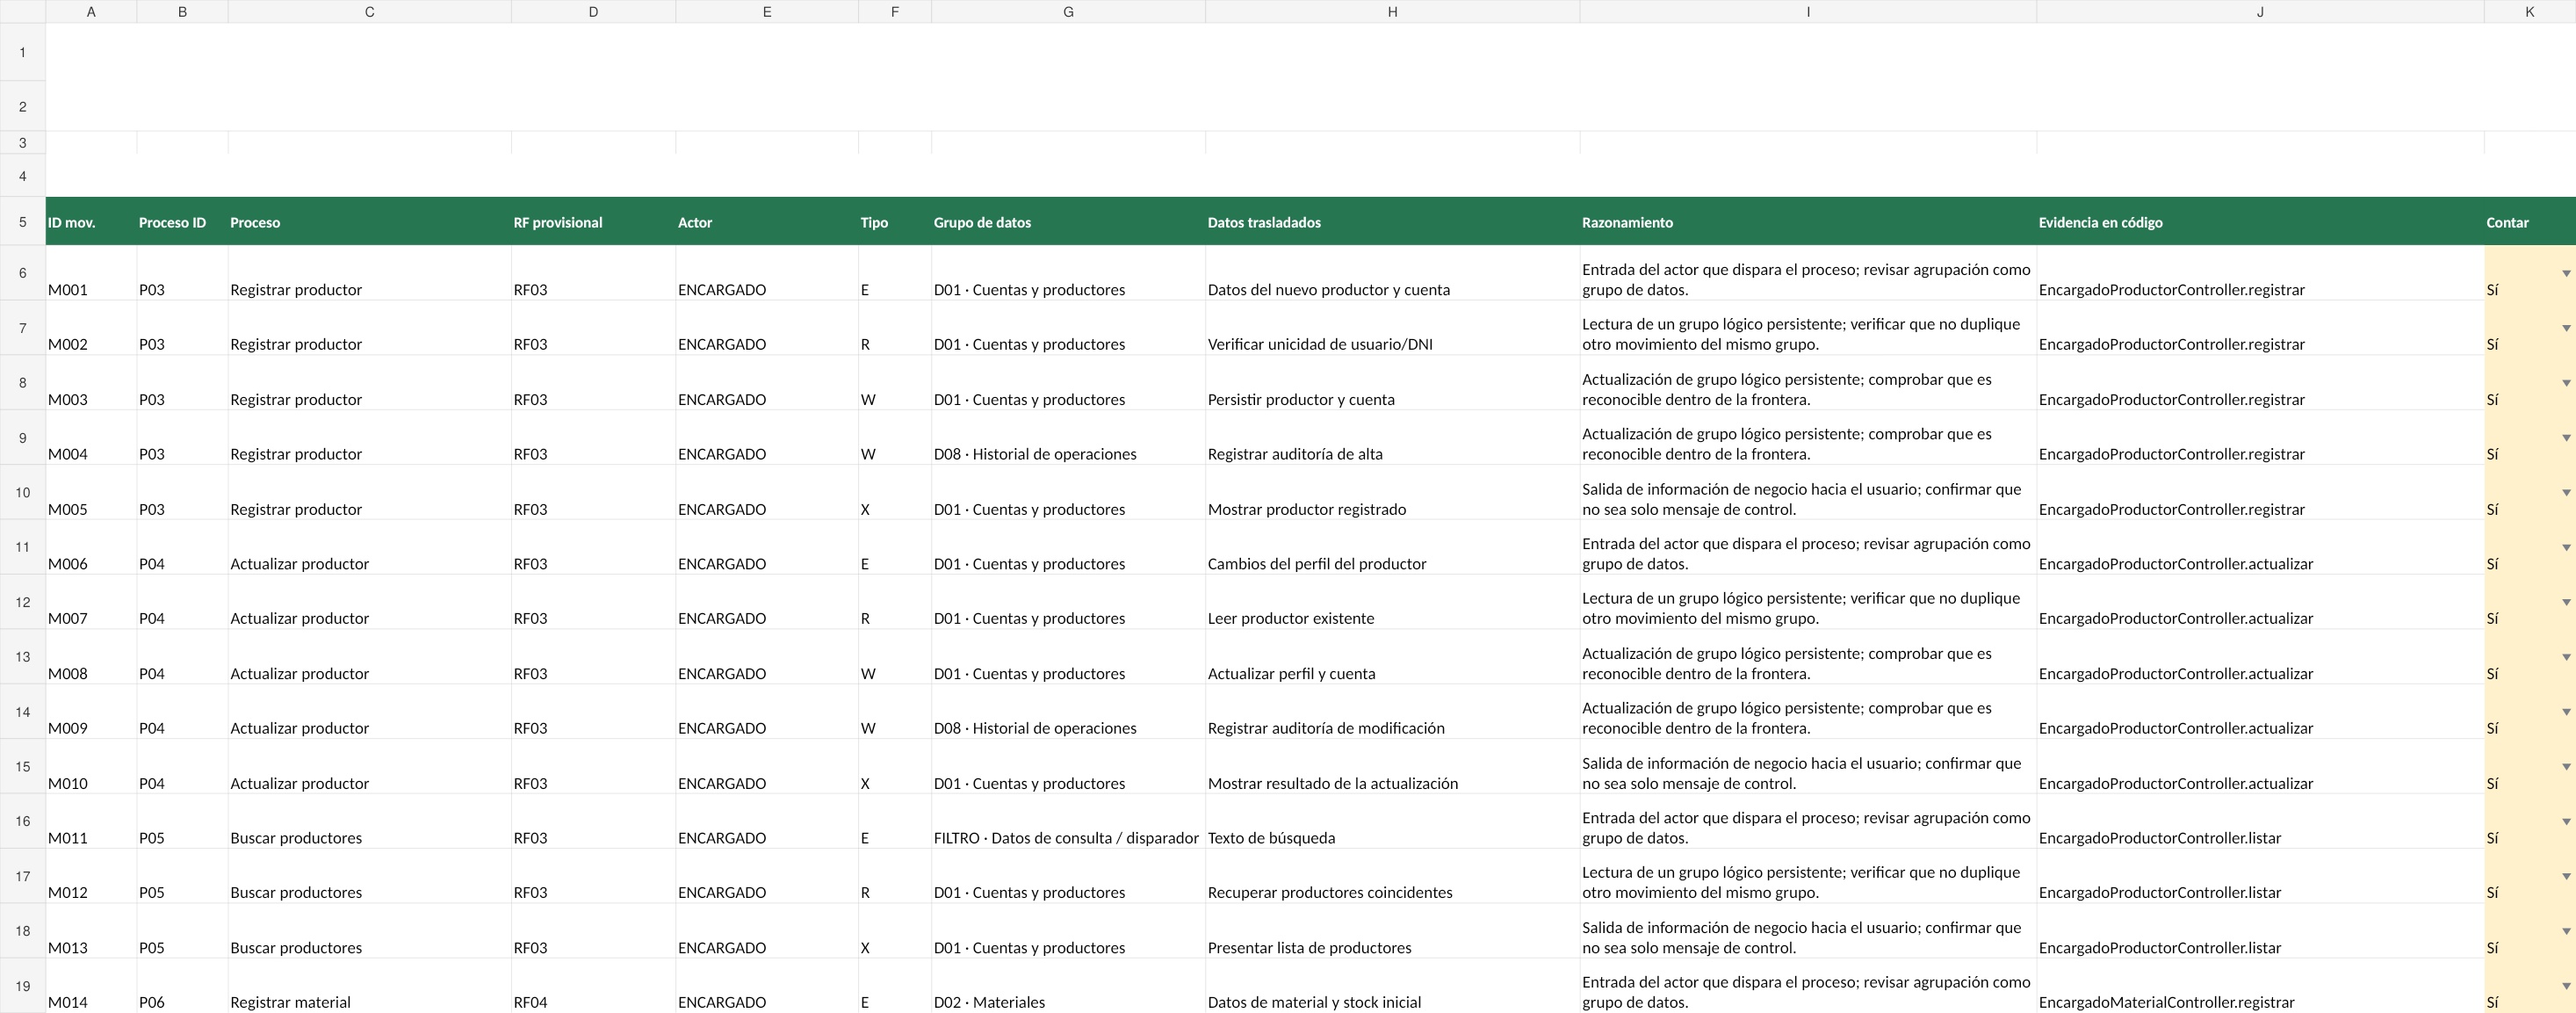 A B C D E F G H I J K
1
2
3
4
5 ID mov. Proceso ID Proceso RF provisional Actor Tipo Grupo de datos Datos trasladados Razonamiento Evidencia en código Contar
6 M001 P03 Registrar productor RF03 ENCARGADO E D01 · Cuentas y productores Datos del nuevo productor y cuenta Entrada del actor que dispara el proceso; revisar agrupación como
grupo de datos. EncargadoProductorController.registrar Sí
7 M002 P03 Registrar productor RF03 ENCARGADO R D01 · Cuentas y productores Verificar unicidad de usuario/DNI Lectura de un grupo lógico persistente; verificar que no duplique
otro movimiento del mismo grupo. EncargadoProductorController.registrar Sí
8 M003 P03 Registrar productor RF03 ENCARGADO W D01 · Cuentas y productores Persistir productor y cuenta Actualización de grupo lógico persistente; comprobar que es
reconocible dentro de la frontera. EncargadoProductorController.registrar Sí
9 M004 P03 Registrar productor RF03 ENCARGADO W D08 · Historial de operaciones Registrar auditoría de alta Actualización de grupo lógico persistente; comprobar que es
reconocible dentro de la frontera. EncargadoProductorController.registrar Sí
10 M005 P03 Registrar productor RF03 ENCARGADO X D01 · Cuentas y productores Mostrar productor registrado Salida de información de negocio hacia el usuario; confirmar que
no sea solo mensaje de control. EncargadoProductorController.registrar Sí
11 M006 P04 Actualizar productor RF03 ENCARGADO E D01 · Cuentas y productores Cambios del perfil del productor Entrada del actor que dispara el proceso; revisar agrupación como
grupo de datos. EncargadoProductorController.actualizar Sí
12 M007 P04 Actualizar productor RF03 ENCARGADO R D01 · Cuentas y productores Leer productor existente Lectura de un grupo lógico persistente; verificar que no duplique
otro movimiento del mismo grupo. EncargadoProductorController.actualizar Sí
13 M008 P04 Actualizar productor RF03 ENCARGADO W D01 · Cuentas y productores Actualizar perfil y cuenta Actualización de grupo lógico persistente; comprobar que es
reconocible dentro de la frontera. EncargadoProductorController.actualizar Sí
14 M009 P04 Actualizar productor RF03 ENCARGADO W D08 · Historial de operaciones Registrar auditoría de modificación Actualización de grupo lógico persistente; comprobar que es
reconocible dentro de la frontera. EncargadoProductorController.actualizar Sí
15 M010 P04 Actualizar productor RF03 ENCARGADO X D01 · Cuentas y productores Mostrar resultado de la actualización Salida de información de negocio hacia el usuario; confirmar que
no sea solo mensaje de control. EncargadoProductorController.actualizar Sí
16 M011 P05 Buscar productores RF03 ENCARGADO E FILTRO · Datos de consulta / disparador Texto de búsqueda Entrada del actor que dispara el proceso; revisar agrupación como
grupo de datos. EncargadoProductorController.listar Sí
17 M012 P05 Buscar productores RF03 ENCARGADO R D01 · Cuentas y productores Recuperar productores coincidentes Lectura de un grupo lógico persistente; verificar que no duplique
otro movimiento del mismo grupo. EncargadoProductorController.listar Sí
18 M013 P05 Buscar productores RF03 ENCARGADO X D01 · Cuentas y productores Presentar lista de productores Salida de información de negocio hacia el usuario; confirmar que
no sea solo mensaje de control. EncargadoProductorController.listar Sí
19 M014 P06 Registrar material RF04 ENCARGADO E D02 · Materiales Datos de material y stock inicial Entrada del actor que dispara el proceso; revisar agrupación como
grupo de datos. EncargadoMaterialController.registrar Sí